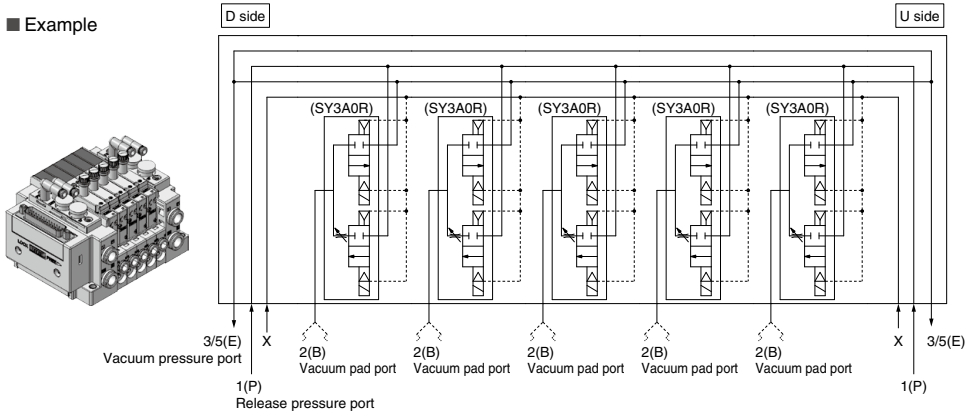 ■ Example
D side
U side
(SY3A0R) (SY3A0R) (SY3A0R) (SY3A0R) (SY3A0R)
3/5(E)
Vacuum pressure port
X
1(P)
Release pressure port
2(B)
Vacuum pad port
2(B)
Vacuum pad port
2(B)
Vacuum pad port
2(B)
Vacuum pad port
2(B)
Vacuum pad port
X
3/5(E)
1(P)